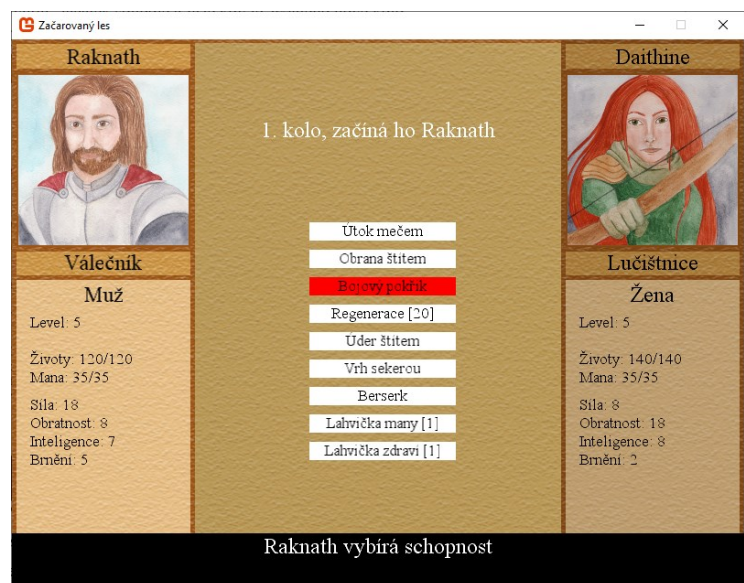 Začarovaný les
Raknath
Válečník
Muž
Level: 5
Životy: 120/120
Mana: 35/35
Síla: 18
Obratnost: 8
Inteligence: 7
Brnění: 5
1. kolo, začíná ho Raknath
Útok mečem
Obrana štítem
Bojový pokřik
Regenerace [20]
Úder štítem
Vrh sekerou
Berserk
Lahvička many [1]
Lahvička zdraví [1]
Daithine
Lučištnice
Žena
Level: 5
Životy: 140/140
Mana: 35/35
Síla: 8
Obratnost: 18
Inteligence: 8
Brnění: 2
Raknath vybírá schopnost